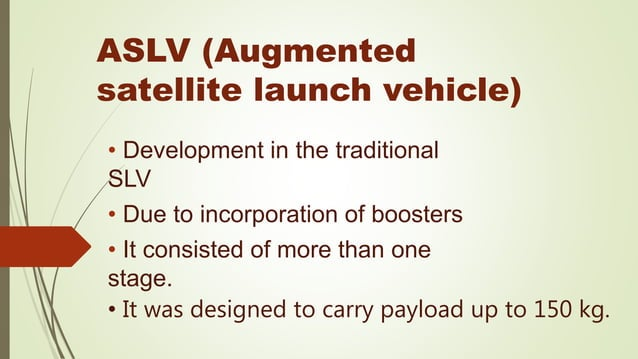 ASLV (Augmented
satellite launch vehicle)
• Development in the traditional
SLV
• Due to incorporation of boosters
• It consisted of more than one
stage.
• It was designed to carry payload up to 150 kg.